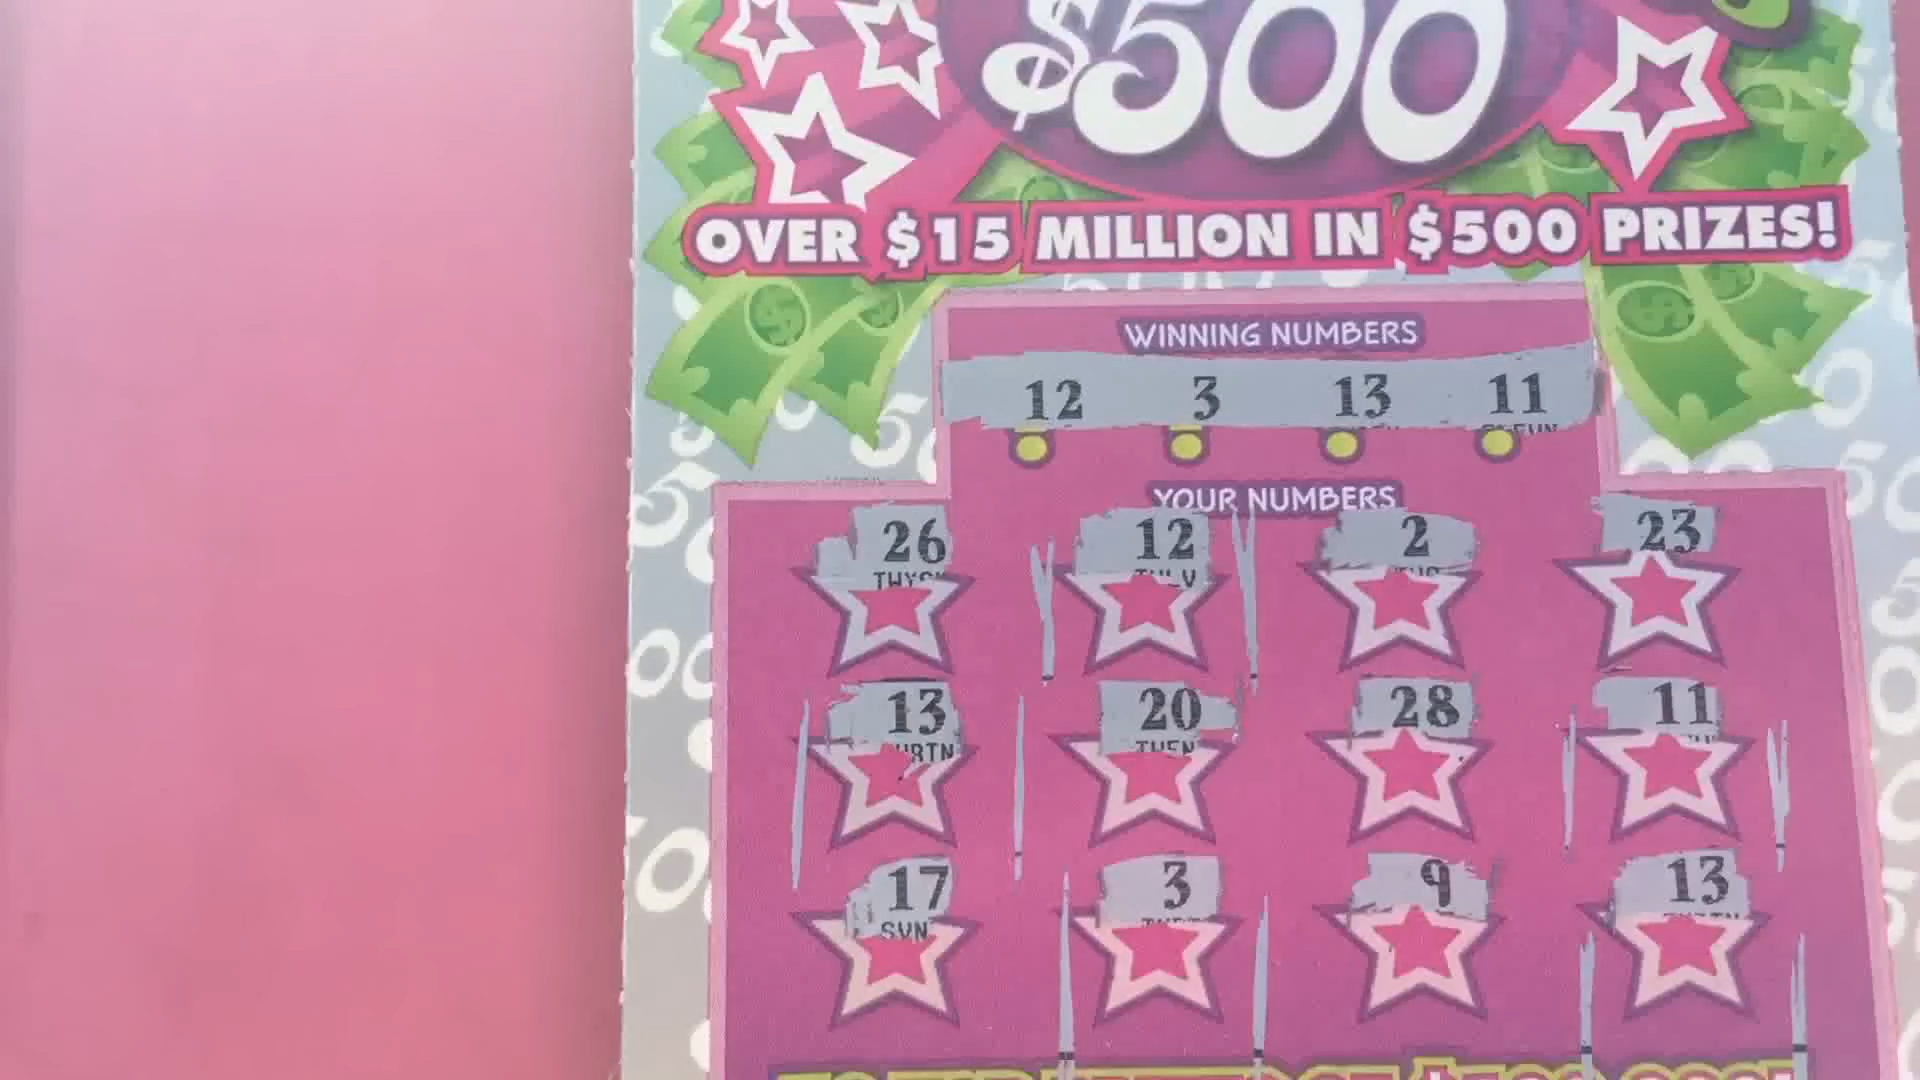 $500
OVER $15 MILLION IN $500 PRIZES!
WINNING NUMBERS
12 3 13 11
YOUR NUMBERS
26 12 2 23
13 20 28 11
17 3 9 13
SVN